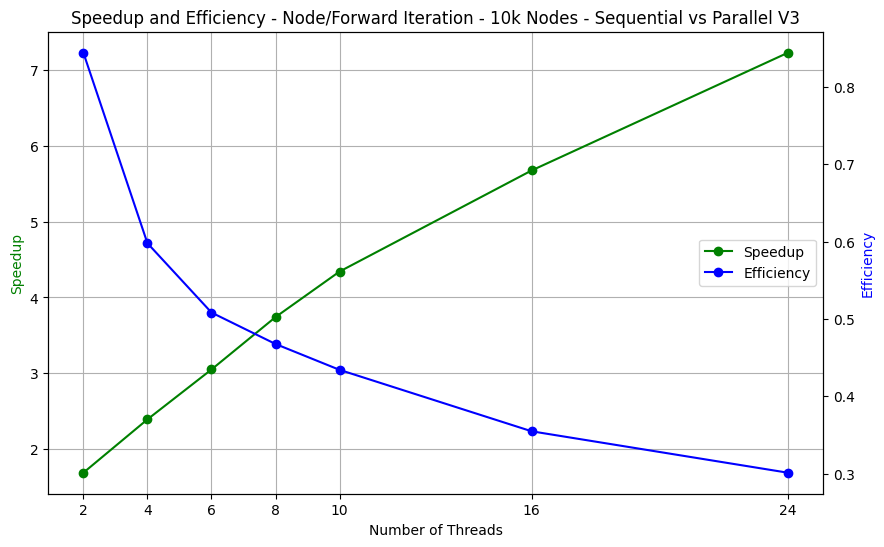 Speedup and Efficiency - Node/Forward Iteration - 10k Nodes - Sequential vs Parallel V3
7
6
5
4
3
2
Speedup
0.8
0.7
0.6
0.5
0.4
0.3
Efficiency
Speedup
Efficiency
2 4 6 8 10 16 24
Number of Threads